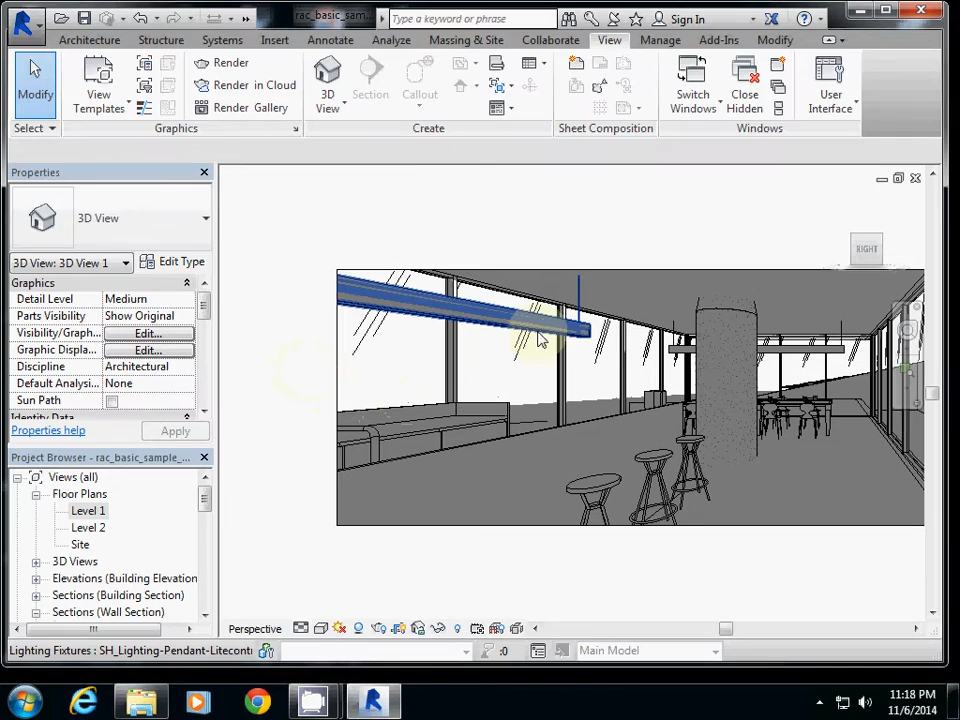 rac_basic_sam...
Type a keyword or phrase
Sign In
Architecture Structure Systems Insert Annotate Analyze Massing & Site Collaborate View Manage Add-Ins Modify
Modify
View
Templates
Render
Render in Cloud
Render Gallery
3D
View
Section
Callout
Switch
Windows
Close
Hidden
User
Interface
Select Graphics Create Sheet Composition Windows
Properties
3D View
3D View: 3D View 1 Edit Type
Graphics
Detail Level Medium
Parts Visibility Show Original
Visibility/Graph... Edit...
Graphic Displa... Edit...
Discipline Architectural
Default Analysi... None
Sun Path
Identity Data
Properties help Apply
Project Browser - rac_basic_sample_...
Views (all)
Floor Plans
Level 1
Level 2
Site
3D Views
Elevations (Building Elevation
Sections (Building Section)
Sections (Wall Section)
RIGHT
Perspective
Lighting Fixtures : SH_Lighting-Pendant-Litecont
:0
Main Model
11:18 PM
11/6/2014